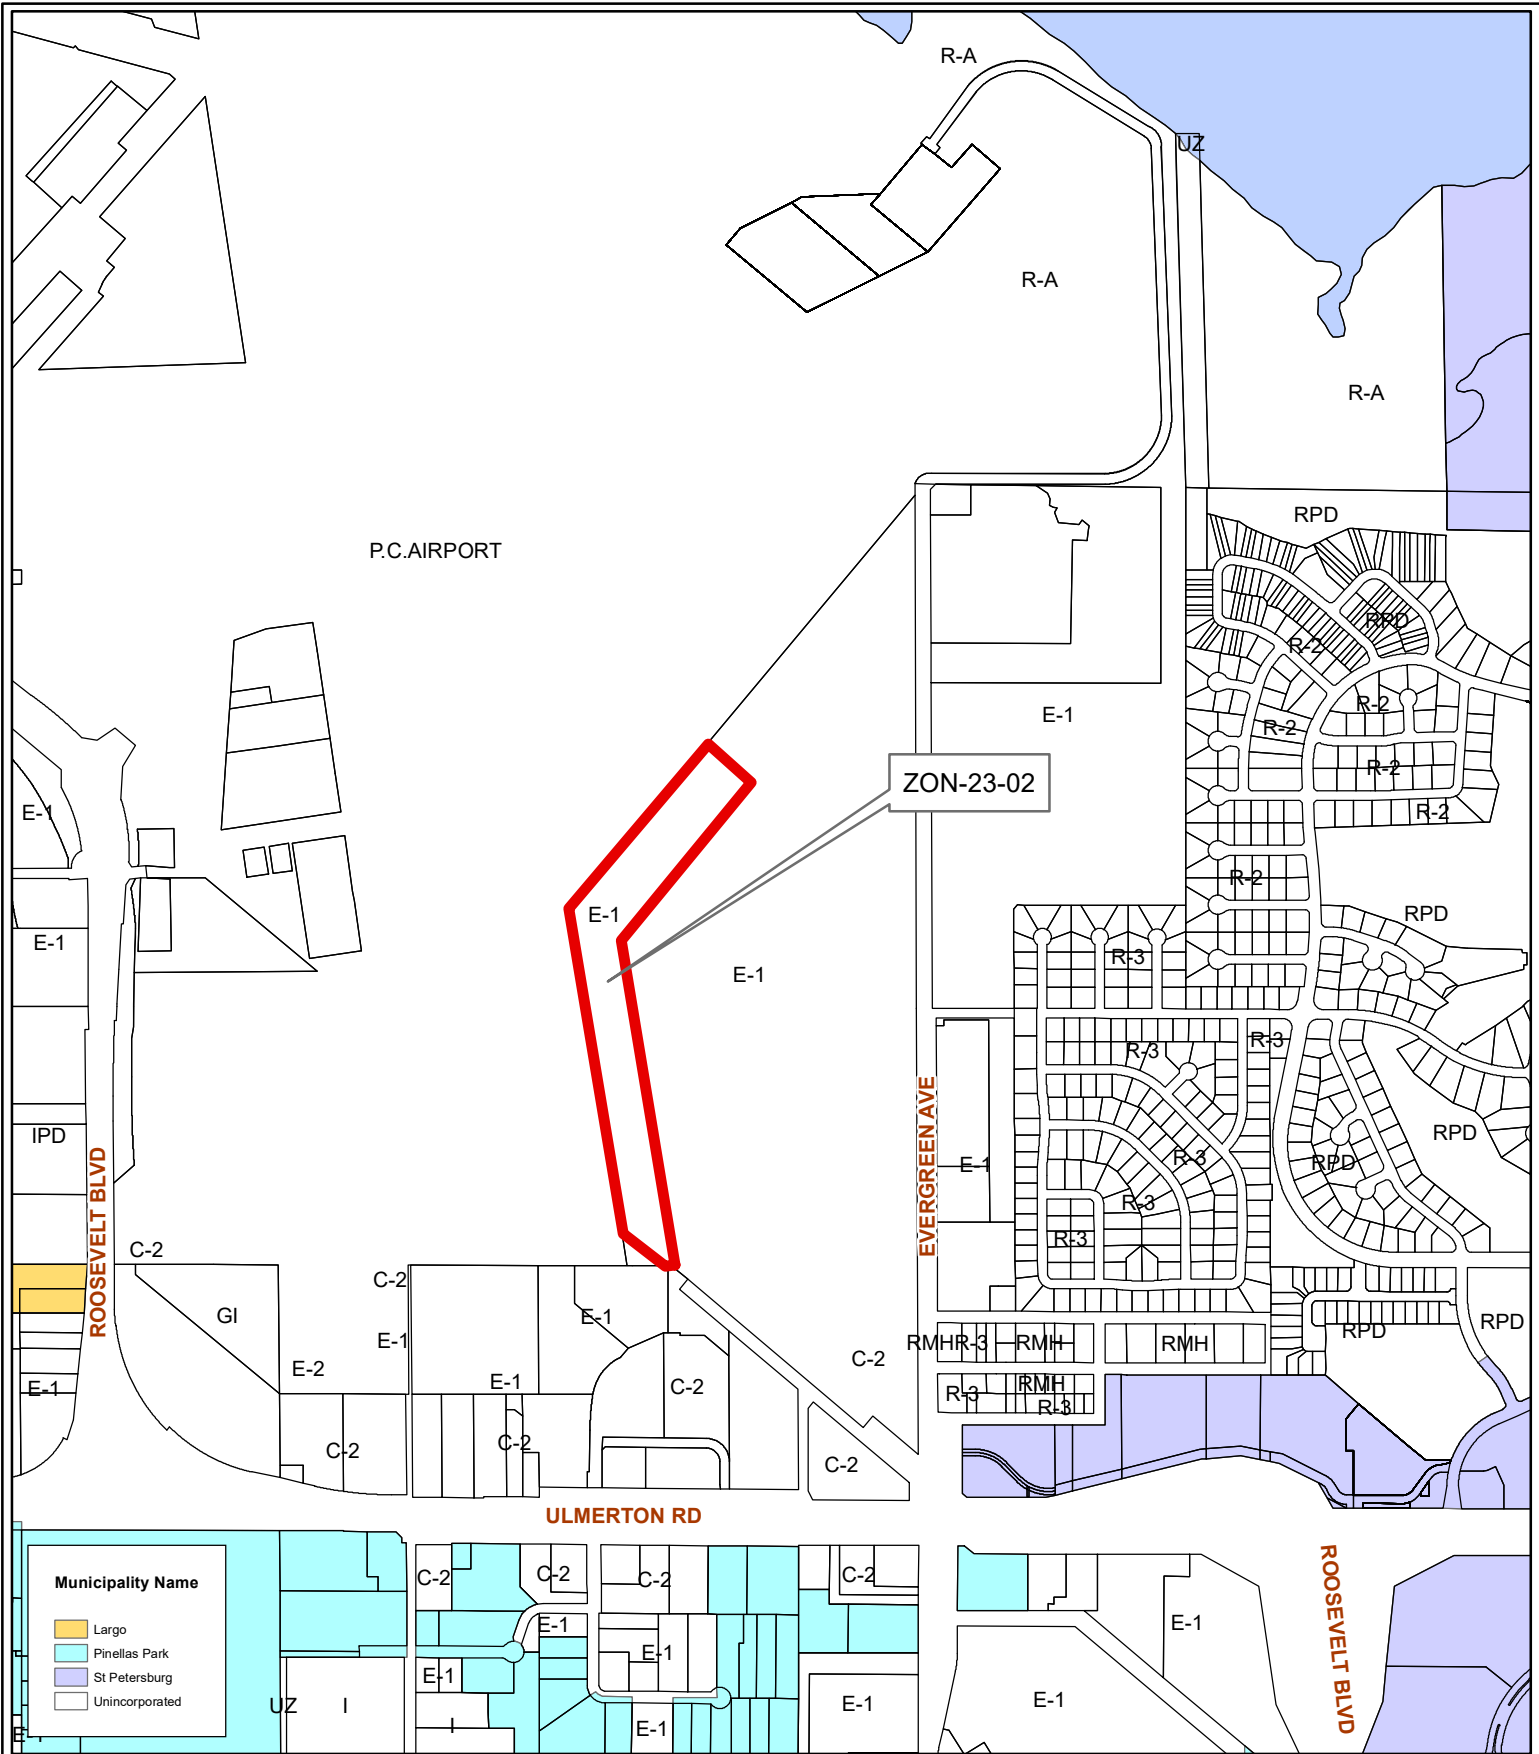 R-A
UZ
R-A
R-A
RPD
P.C.AIRPORT
RPD
R-2
R-2
E-1
R-2
R-2
ZON-23-02
E-1
R-2
R-2
E-1
RPD
E-1
R-3
E-1
R-3
R-3
EVERGREEN AVE
IPD
RPD
R-3
RPD
E-1
R-3
ROOSEVELT BLVD
R-3
C-2
C-2
GI
E-1
RPD
RPD
E-1
RMH
R-3
RMH
RMH
C-2
E-2
E-1
C-2
RMH
E-1
R-3
R-3
C-2
C-2
C-2
ULMERTON RD
ROOSEVELT BLVD
Municipality Name
Largo
Pinellas Park
St Petersburg
Unincorporated
C-2
C-2
C-2
C-2
E-1
E-1
E-1
E-1
UZ
I
I
E-1
E-1
E-1
E-1